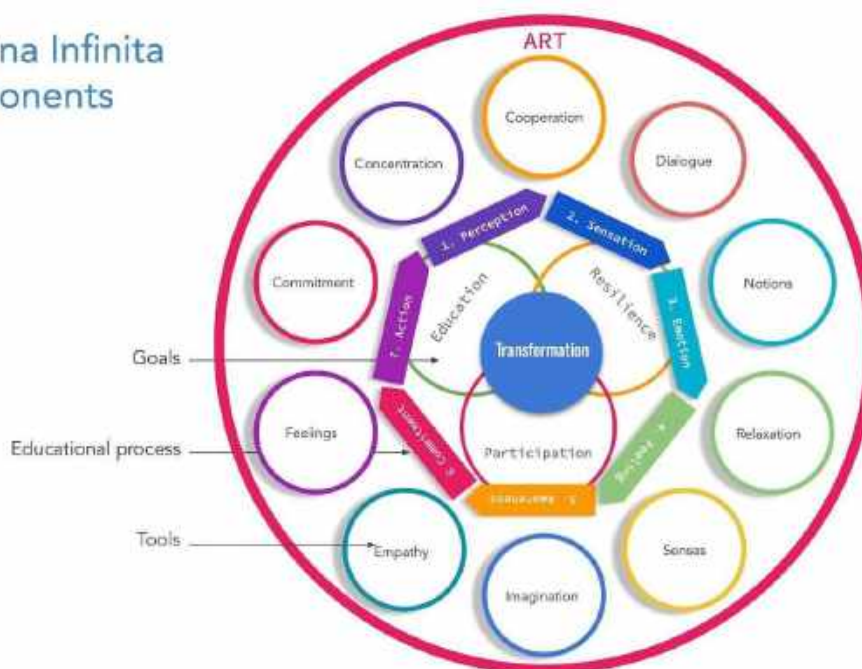 na Infinita
onents
ART
Cooperation
Concentration
Dialogue
1. Perception
2. Sensation
Commitment
Education
Resilience
Notions
7. Action
3. Emotion
Transformation
Goals
Feelings
6. Commitment
4. Feeling
Relaxation
Educational process
Participation
5. Awareness
Tools
Empathy
Senses
Imagination